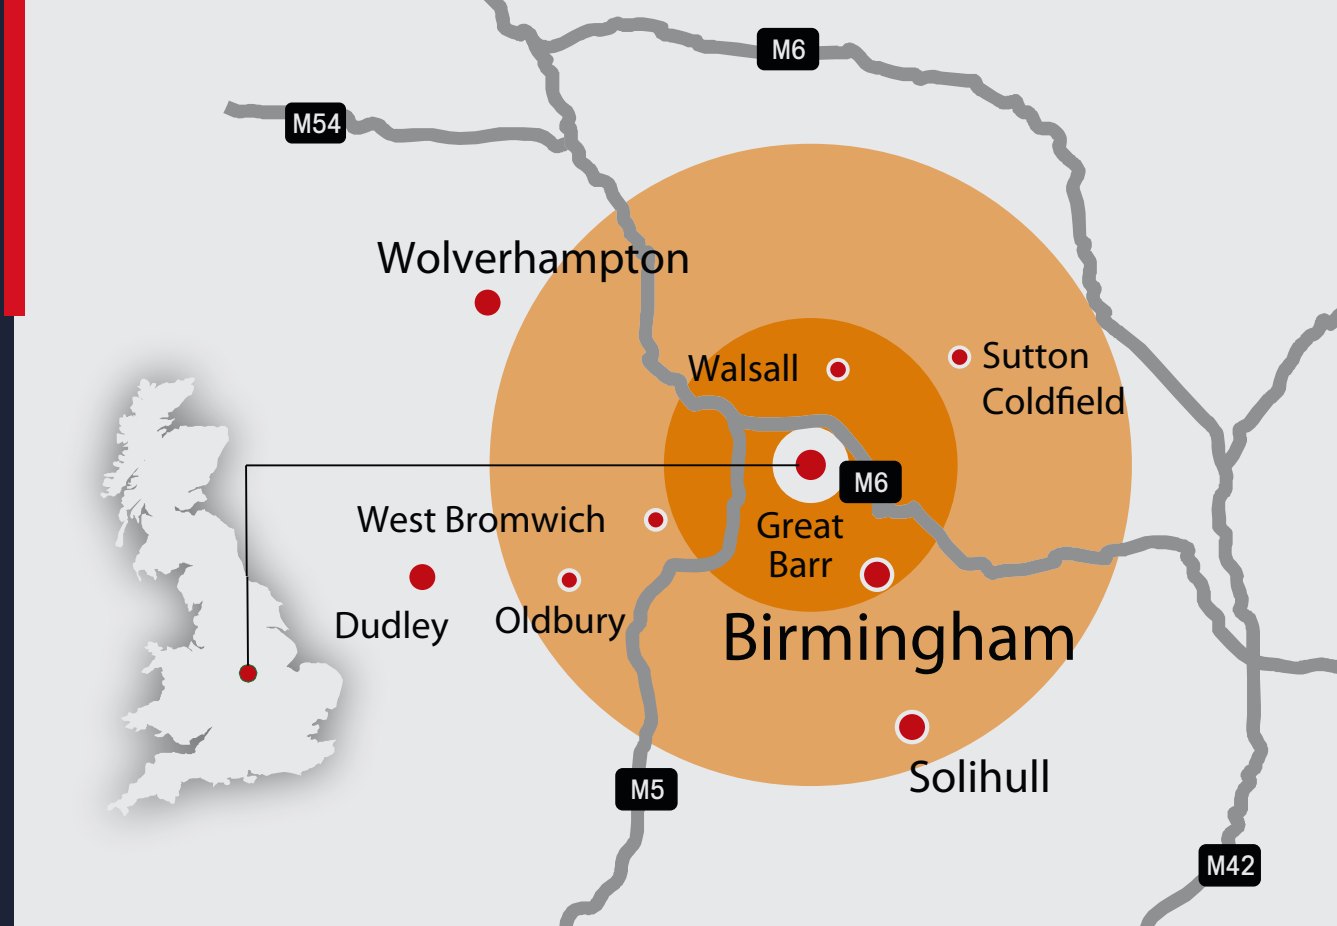 M6
M54
Wolverhampton
Walsall
Sutton
Coldfield
M6
West Bromwich
Great
Barr
Dudley
Oldbury
Birmingham
Solihull
M5
M42